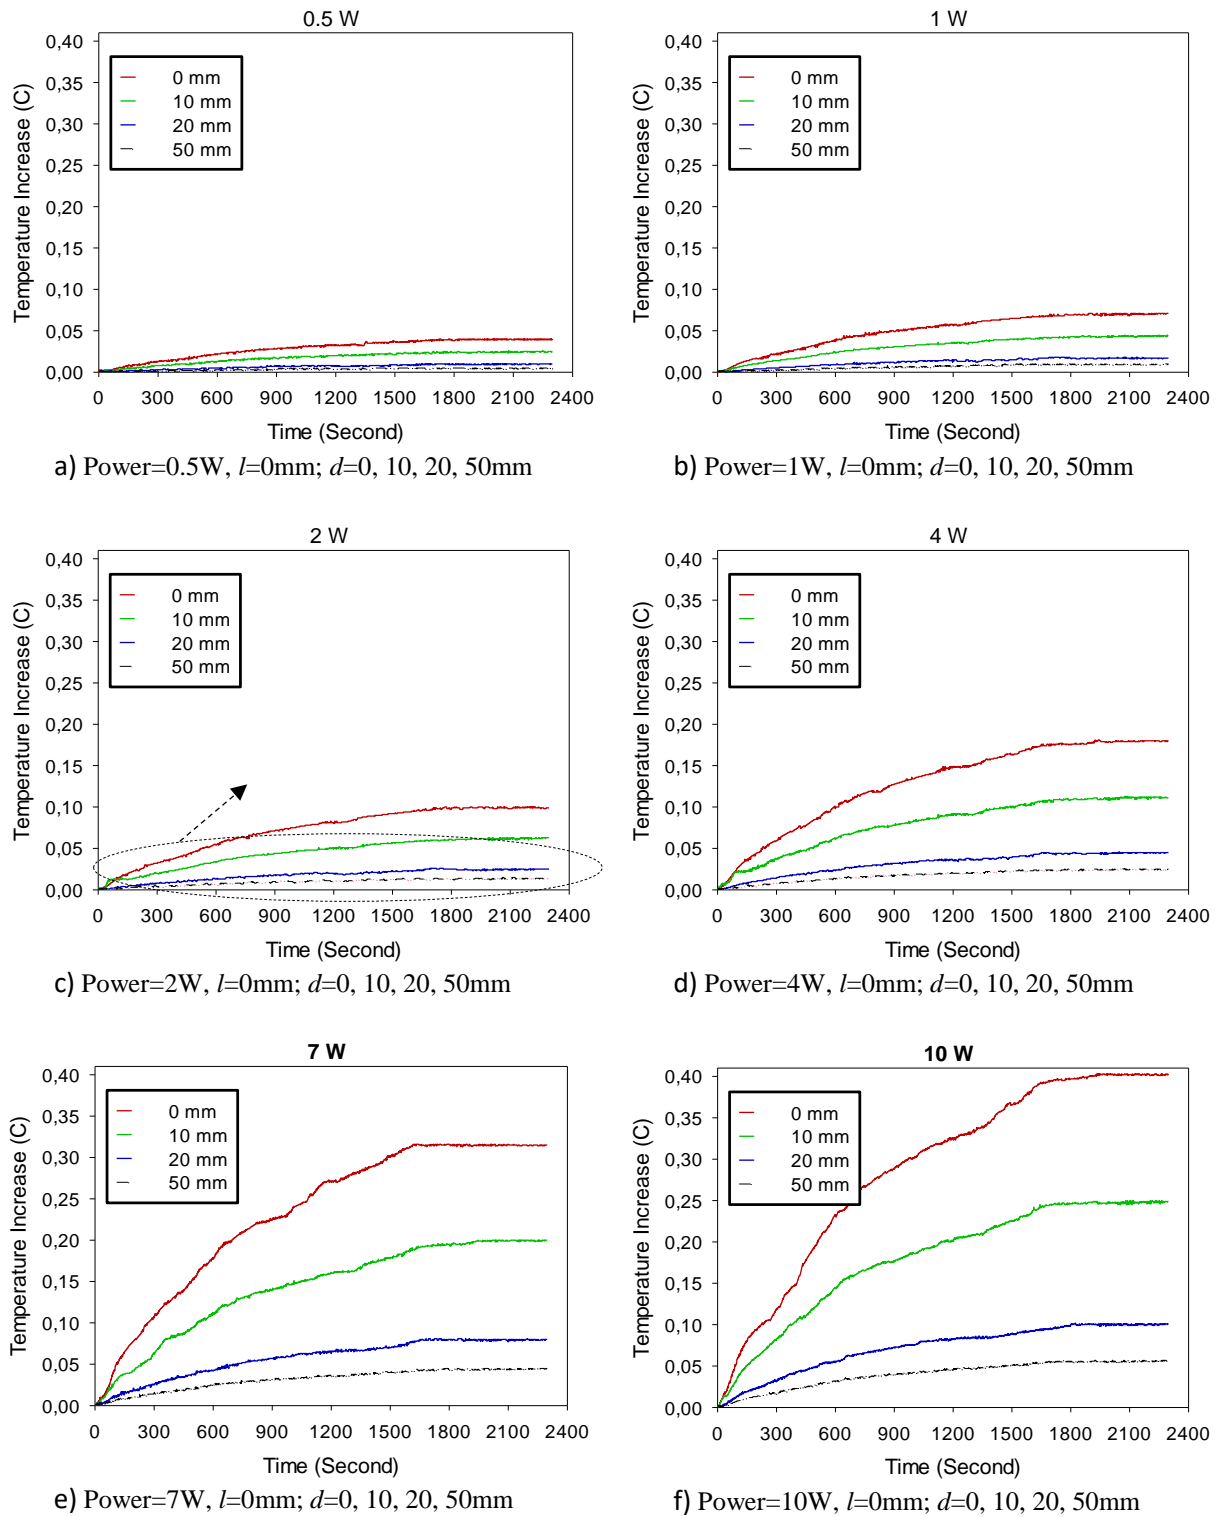 0.5 W
0,40
0,35
0,30
0,25
0,20
0,15
0,10
0,05
0,00
Temperature Increase (C)
0 mm
10 mm
20 mm
50 mm
0 300 600 900 1200 1500 1800 2100 2400
Time (Second)
a) Power=0.5W, l=0mm; d=0, 10, 20, 50mm
1 W
0,40
0,35
0,30
0,25
0,20
0,15
0,10
0,05
0,00
Temperature Increase (C)
0 mm
10 mm
20 mm
50 mm
0 300 600 900 1200 1500 1800 2100 2400
Time (Second)
b) Power=1W, l=0mm; d=0, 10, 20, 50mm
2 W
0,40
0,35
0,30
0,25
0,20
0,15
0,10
0,05
0,00
Temperature Increase (C)
0 mm
10 mm
20 mm
50 mm
0 300 600 900 1200 1500 1800 2100 2400
Time (Second)
c) Power=2W, l=0mm; d=0, 10, 20, 50mm
4 W
0,40
0,35
0,30
0,25
0,20
0,15
0,10
0,05
0,00
Temperature Increase (C)
0 mm
10 mm
20 mm
50 mm
0 300 600 900 1200 1500 1800 2100 2400
Time (Second)
d) Power=4W, l=0mm; d=0, 10, 20, 50mm
7 W
0,40
0,35
0,30
0,25
0,20
0,15
0,10
0,05
0,00
Temperature Increase (C)
0 mm
10 mm
20 mm
50 mm
0 300 600 900 1200 1500 1800 2100 2400
Time (Second)
e) Power=7W, l=0mm; d=0, 10, 20, 50mm
10 W
0,40
0,35
0,30
0,25
0,20
0,15
0,10
0,05
0,00
Temperature Increase (C)
0 mm
10 mm
20 mm
50 mm
0 300 600 900 1200 1500 1800 2100 2400
Time (Second)
f) Power=10W, l=0mm; d=0, 10, 20, 50mm